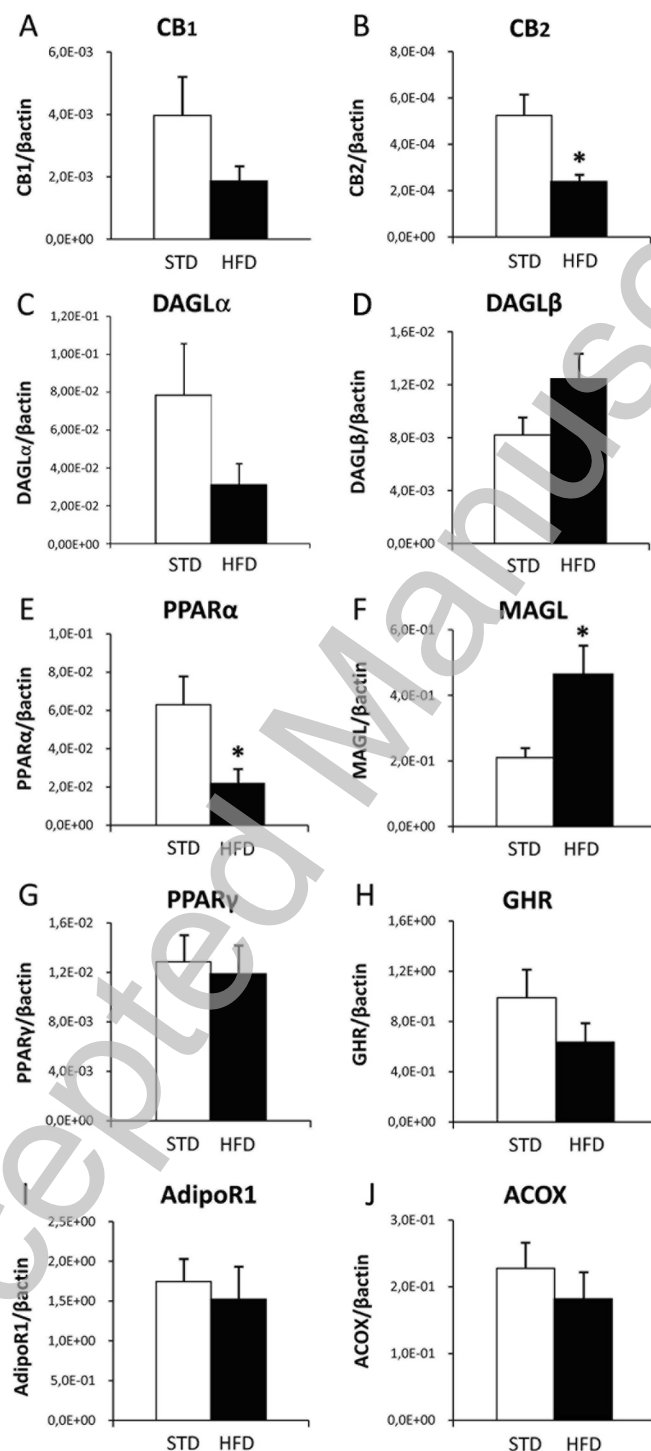 A CB1
6,0E-03
4,0E-03
2,0E-03
0,0E+00
CB1/βactin
STD HFD
B CB2
8,0E-04
6,0E-04
4,0E-04
2,0E-04
0,0E+00
CB2/βactin
*
STD HFD
C DAGLα
1,20E-01
1,00E-01
8,00E-02
6,00E-02
4,00E-02
2,00E-02
0,00E+00
DAGLα/βactin
STD HFD
D DAGLβ
1,6E-02
1,2E-02
8,0E-03
4,0E-03
0,0E+00
DAGLβ/βactin
STD HFD
E PPARα
1,0E-01
8,0E-02
6,0E-02
4,0E-02
2,0E-02
0,0E+00
PPARα/βactin
*
STD HFD
F MAGL
6,0E-01
4,0E-01
2,0E-01
0,0E+00
MAGL/βactin
*
STD HFD
G PPARγ
1,6E-02
1,2E-02
8,0E-03
4,0E-03
0,0E+00
PPARγ/βactin
STD HFD
H GHR
1,6E+00
1,2E+00
8,0E-01
4,0E-01
0,0E+00
GHR/βactin
STD HFD
I AdipoR1
2,5E+00
2,0E+00
1,5E+00
1,0E+00
5,0E-01
0,0E+00
AdipoR1/βactin
STD HFD
J ACOX
3,0E-01
2,0E-01
1,0E-01
0,0E+00
ACOX/βactin
STD HFD
cepted Manusc